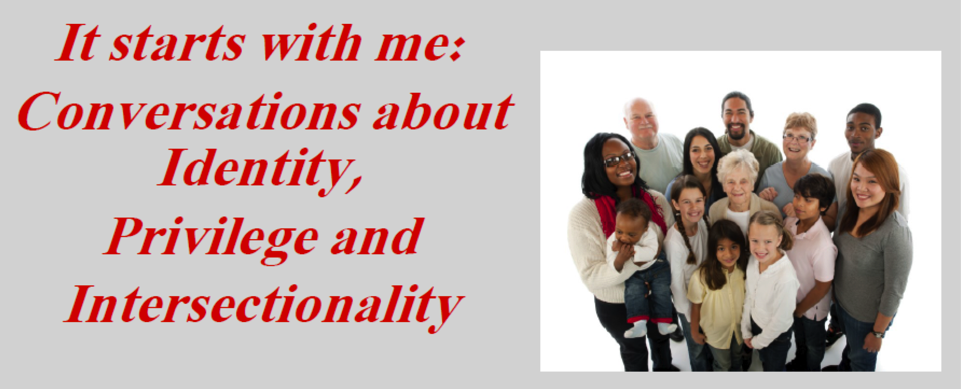 It starts with me:
Conversations about
Identity,
Privilege and
Intersectionality